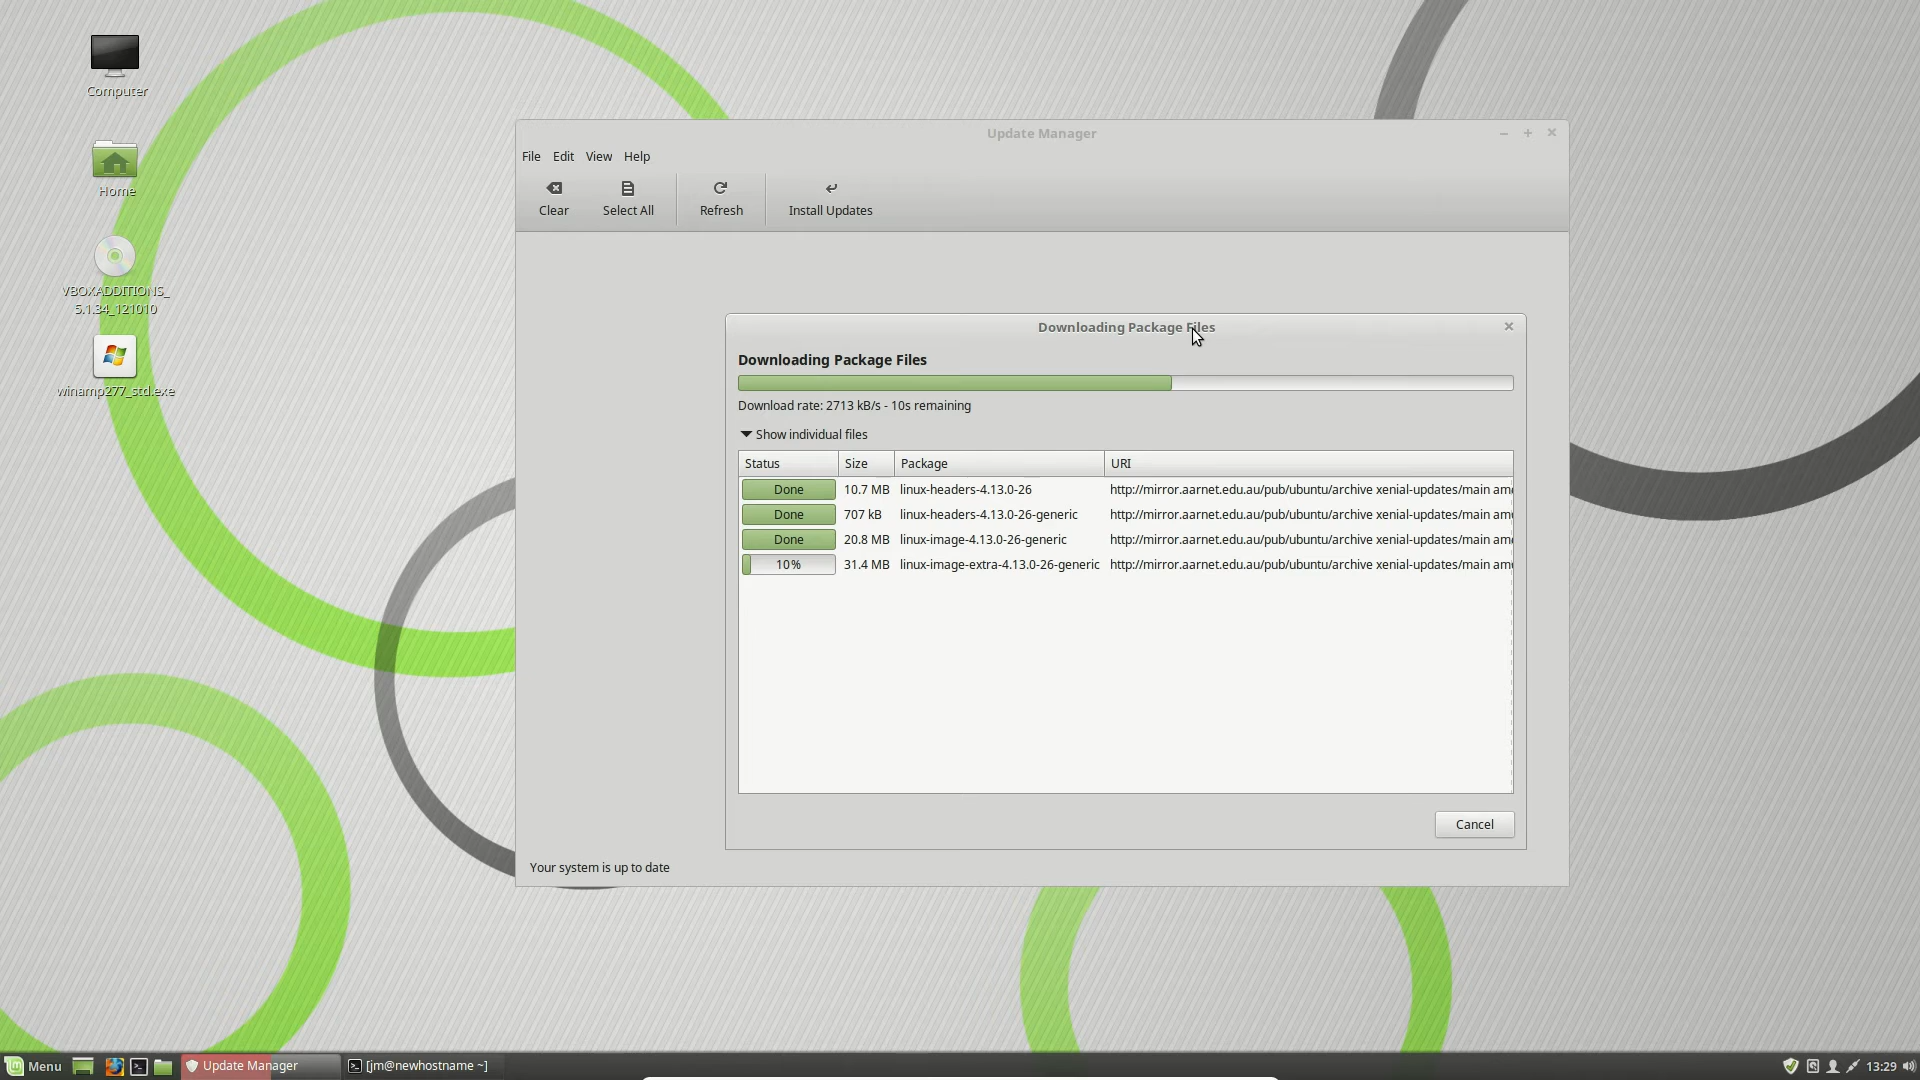 Computer
Home
VBOXADDITIONS_
5.1.34_121010
winamp277_std.exe
Update Manager
File Edit View Help
Clear Select All Refresh Install Updates
Downloading Package Files
Downloading Package Files
Download rate: 2713 kB/s - 10s remaining
Show individual files
Status Size Package URI
Done 10.7 MB linux-headers-4.13.0-26 http://mirror.aarnet.edu.au/pub/ubuntu/archive xenial-updates/main
Done 707 kB linux-headers-4.13.0-26-generic http://mirror.aarnet.edu.au/pub/ubuntu/archive xenial-updates/main
Done 20.8 MB linux-image-4.13.0-26-generic http://mirror.aarnet.edu.au/pub/ubuntu/archive xenial-updates/main
10% 31.4 MB linux-image-extra-4.13.0-26-generic http://mirror.aarnet.edu.au/pub/ubuntu/archive xenial-updates/main
Cancel
Your system is up to date
Menu Update Manager [jm@newhostname ~] 13:29